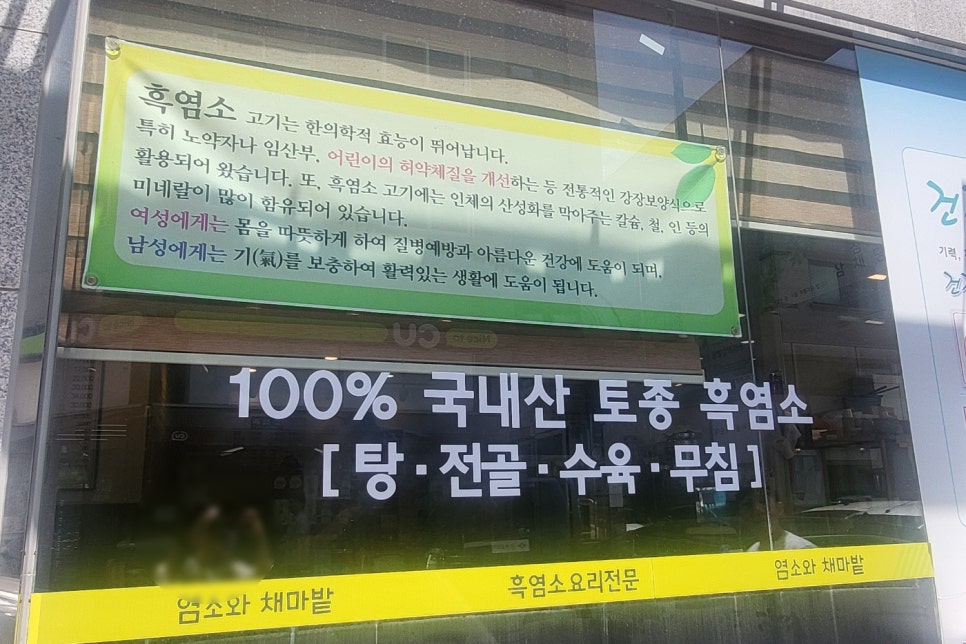 흑염소 고기는 한의학적 효능이 뛰어납니다.
특히 노약자나 임산부. 어린이의 허약체질을 개선하는 등 전통적인 강장보양식으로
활용되어 왔습니다. 또, 흑염소 고기에는 인체의 산성화를 막아주는 칼슘, 철, 인 등의
미네랄이 많이 함유되어 있습니다.
여성에게는 몸을 따뜻하게 하여 질병예방과 아름다운 건강에 도움이 되며,
남성에게는 기(氣)를 보충하여 활력있는 생활에 도움이 됩니다.
Nice to CU
100% 국내산 토종 흑염소
[ 탕 · 전골 · 수육 · 무침 ]
염소와 채마밭
흑염소요리전문
염소와 채마밭
기력,